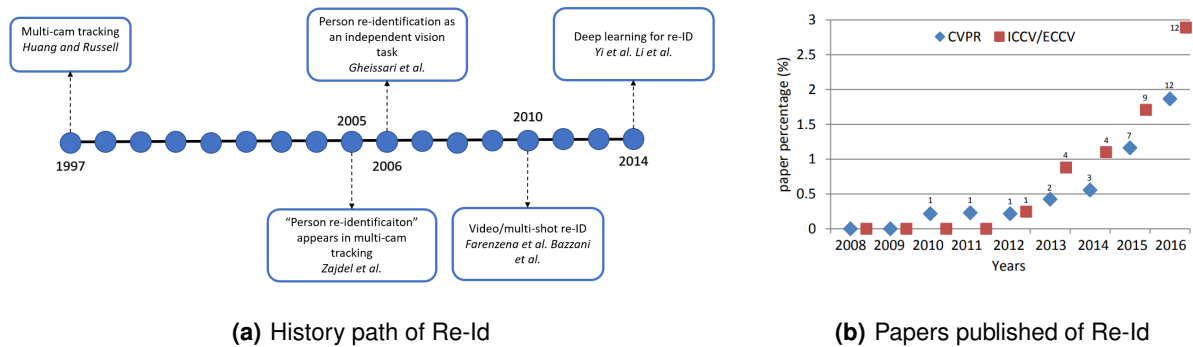 Multi-cam tracking
Huang and Russell
Person re-identification as
an independent vision
task
Gheissari et al.
Deep learning for re-ID
Yi et al. Li et al.
1997
2005
2006
2010
2014
"Person re-identificaiton"
appears in multi-cam
tracking
Zajdel et al.
Video/multi-shot re-ID
Farenzena et al. Bazzani
et al.
(a) History path of Re-Id
paper percentage (%)
3
2.5
2
1.5
1
0.5
0
CVPR
ICCV/ECCV
1
1
1
1
2
4
3
4
7
9
12
12
2008 2009 2010 2011 2012 2013 2014 2015 2016
Years
(b) Papers published of Re-Id